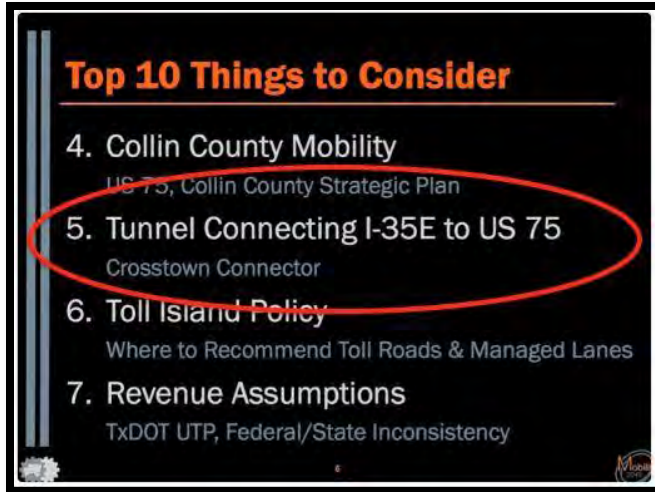 Top 10 Things to Consider
4. Collin County Mobility
US 75, Collin County Strategic Plan
5. Tunnel Connecting I-35E to US 75
Crosstown Connector
6. Toll Island Policy
Where to Recommend Toll Roads & Managed Lanes
7. Revenue Assumptions
TxDOT UTP, Federal/State Inconsistency
6